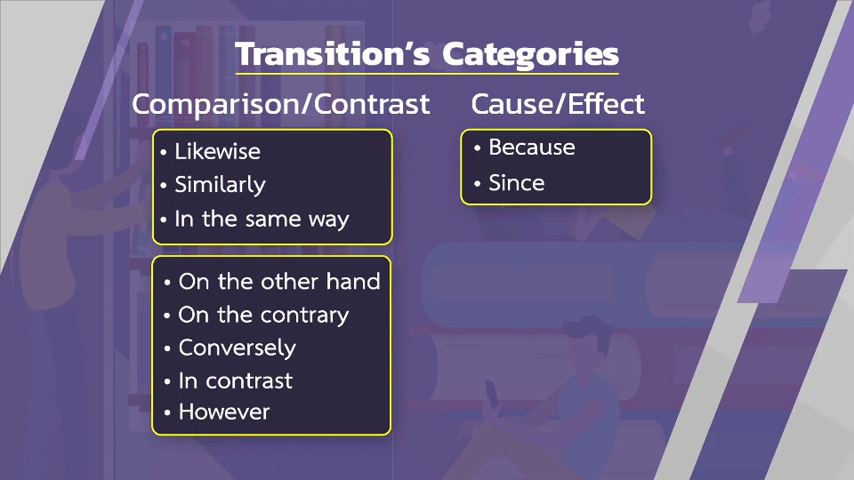 Transition's Categories
Comparison/Contrast
• Likewise
• Similarly
• In the same way
• On the other hand
• On the contrary
• Conversely
• In contrast
• However
Cause/Effect
• Because
• Since